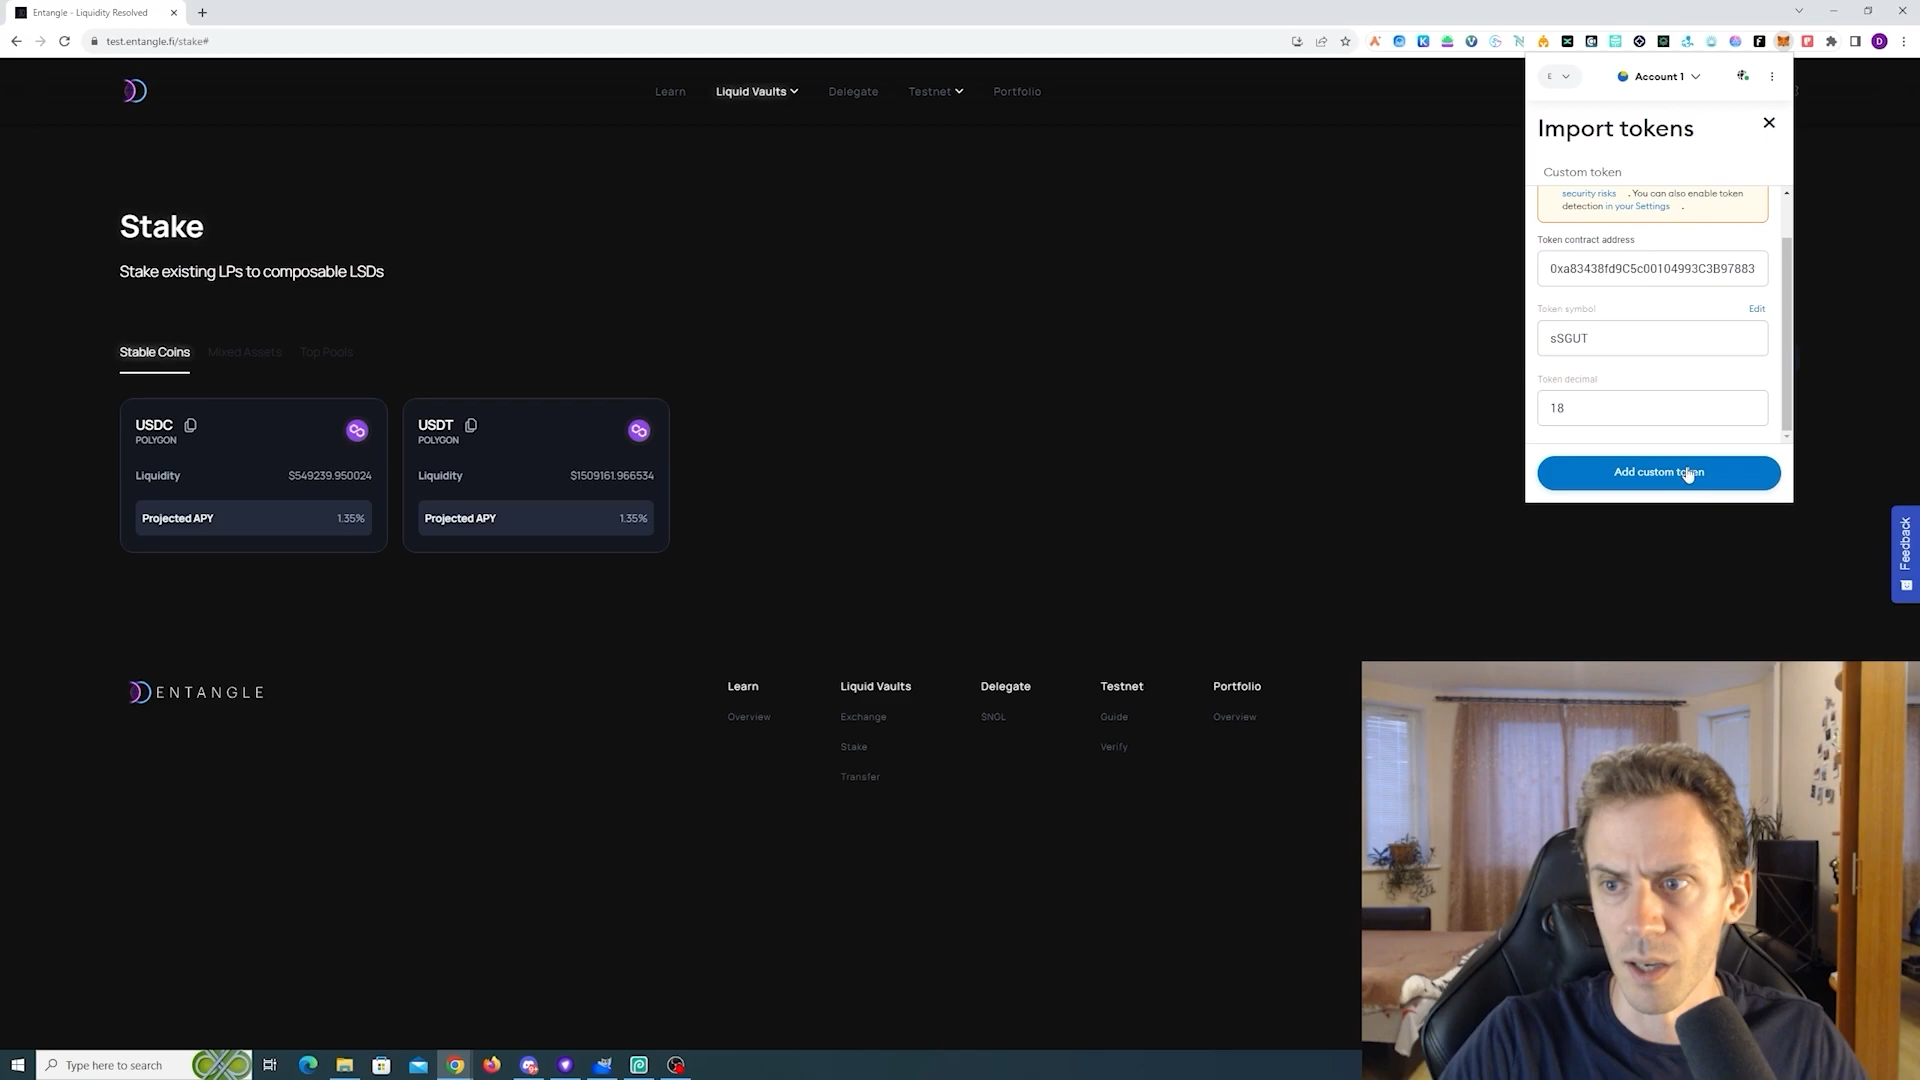 Entangle - Liquidity Resolved
test.entangle.fi/stake#
Learn
Liquid Vaults
Delegate
Testnet
Portfolio
E
Account 1
Import tokens
Custom token
security risks . You can also enable token
detection in your Settings .
Token contract address
0xa83438fd9C5c00104993C3B97883
Token symbol
Edit
sSGUT
Token decimal
18
Add custom token
Stake
Stake existing LPs to composable LSDs
Stable Coins
Mixed Assets
Top Pools
USDC
POLYGON
Liquidity
$549239.950024
Projected APY
1.35%
USDT
POLYGON
Liquidity
$1509161.966534
Projected APY
1.35%
Feedback
ENTANGLE
Learn
Overview
Liquid Vaults
Exchange
Stake
Transfer
Delegate
$NGL
Testnet
Guide
Verify
Portfolio
Overview
Type here to search